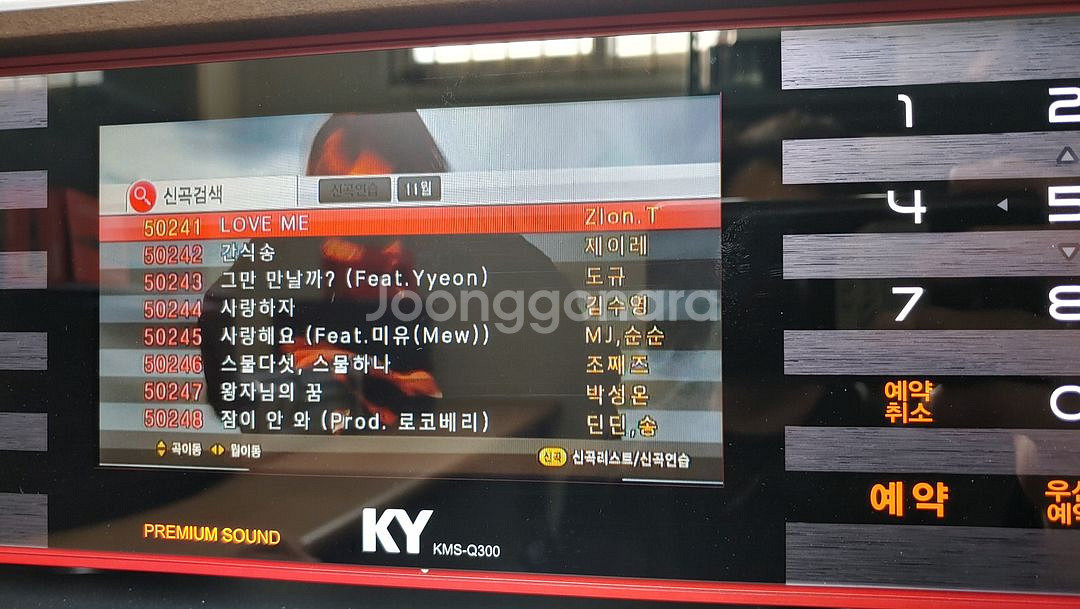 신곡검색 신곡연습 11월
50241 LOVE ME Zion.T
50242 간식송 제이레
50243 그만 만날까? (Feat.Yyeon) 도규
50244 사랑하자 김수영
50245 사랑해요 (Feat.미유(Mew)) MJ,순순
50246 스물다섯, 스물하나 조째즈
50247 왕자님의 꿈 박성온
50248 잠이 안 와 (Prod. 로코베리) 딘딘,송
곡이동 월이동 신곡 신곡리스트/신곡연습
Joonggonara
PREMIUM SOUND
KY KMS-Q300
1 2
4 5
7 8
예약
취소
0
예약